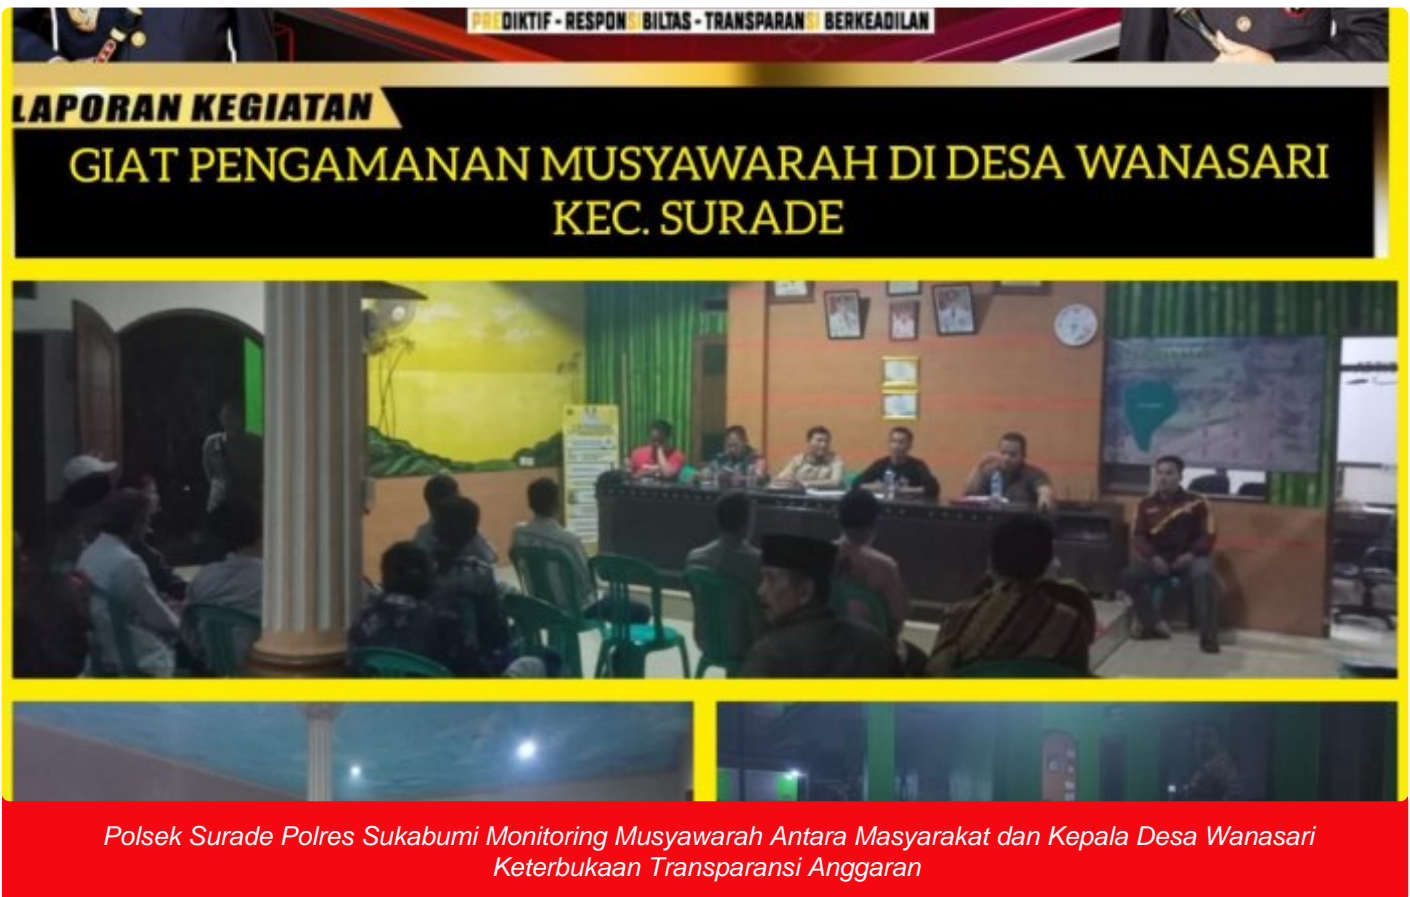 PREDIKTIF - RESPONSIBILTAS - TRANSPARANSI BERKEADILAN
LAPORAN KEGIATAN
GIAT PENGAMANAN MUSYAWARAH DI DESA WANASARI
KEC. SURADE
Polsek Surade Polres Sukabumi Monitoring Musyawarah Antara Masyarakat dan Kepala Desa Wanasari
Keterbukaan Transparansi Anggaran